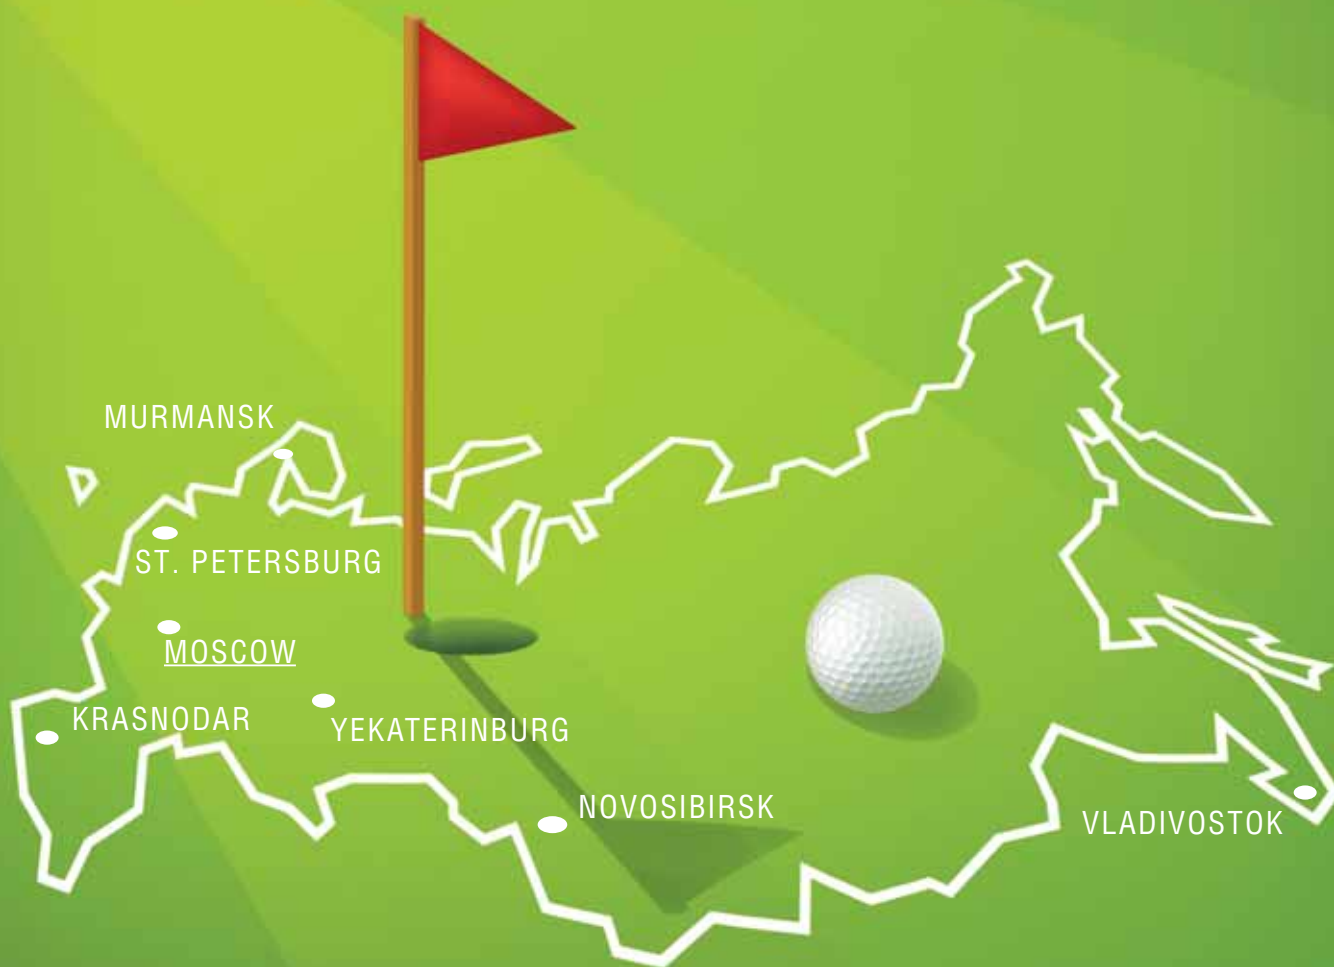 MURMANSK
ST. PETERSBURG
MOSCOW
KRASNODAR
YEKATERINBURG
NOVOSIBIRSK
VLADIVOSTOK